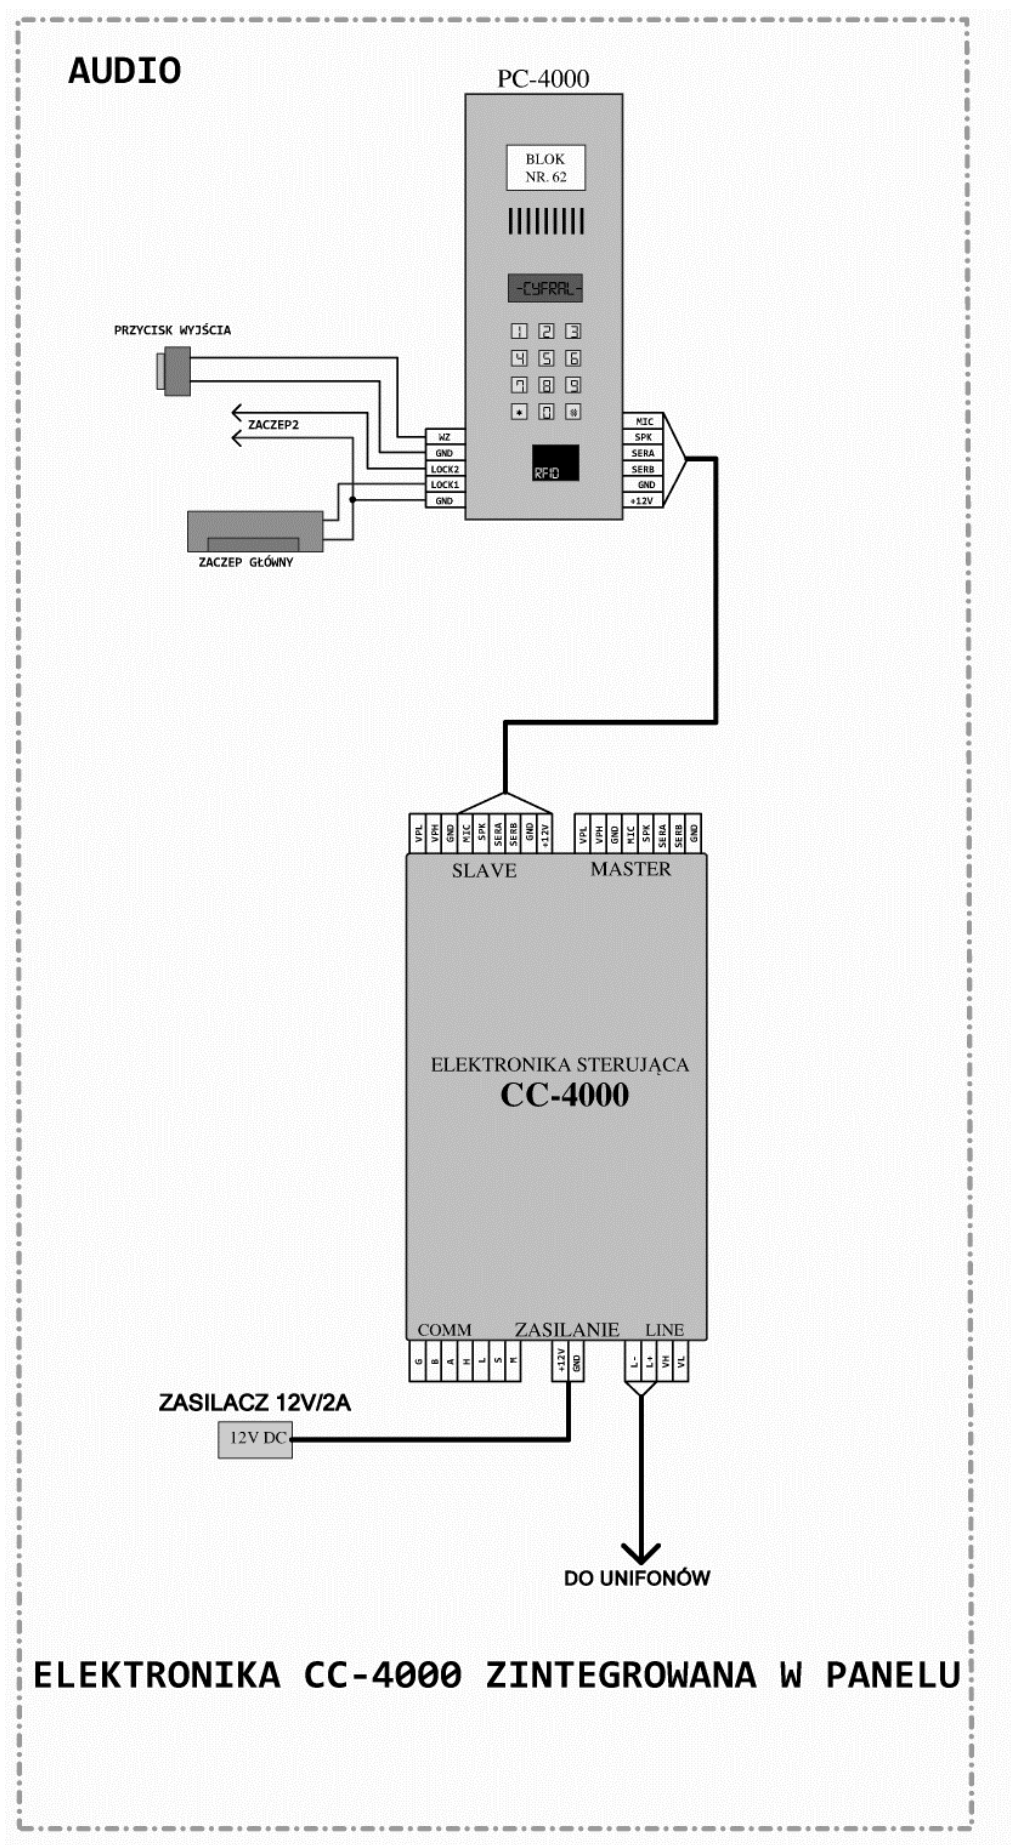 AUDIO
PC-4000
BLOK
NR. 62
-CYFRAL-
1 2 3
4 5 6
7 8 9
* 0 #
RFID
PRZYCISK WYJŚCIA
ZACZEP2
ZACZEP GŁÓWNY
WZ
GND
LOCK2
LOCK1
GND
MIC
SPK
SERA
SERB
GND
+12V
VPL VPH GND MIC SPK SERA SERB GND +12V
VPL VPH GND MIC SPK SERA SERB GND
SLAVE
MASTER
ELEKTRONIKA STERUJĄCA
CC-4000
COMM
ZASILANIE
LINE
G B A H L S M
+12V GND
L- L+ VH VL
ZASILACZ 12V/2A
12V DC
DO UNIFONÓW
ELEKTRONIKA CC-4000 ZINTEGROWANA W PANELU